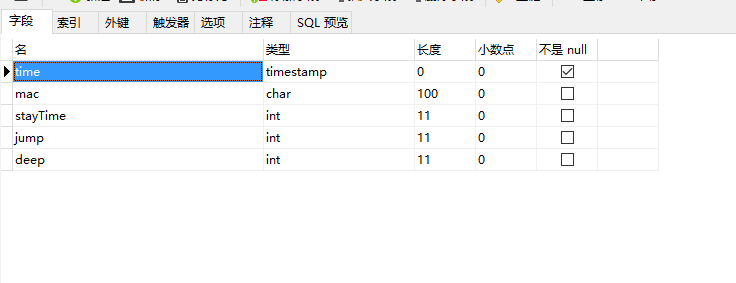 字段 索引 外键 触发器 选项 注释 SQL 预览
名 类型 长度 小数点 不是 null
time timestamp 0 0
mac char 100 0
stayTime int 11 0
jump int 11 0
deep int 11 0